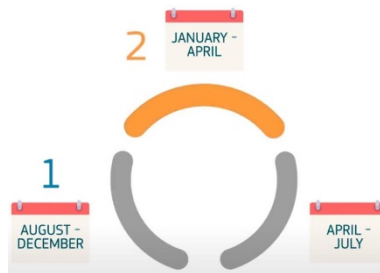 2
JANUARY -
APRIL
1
AUGUST -
DECEMBER
APRIL -
JULY